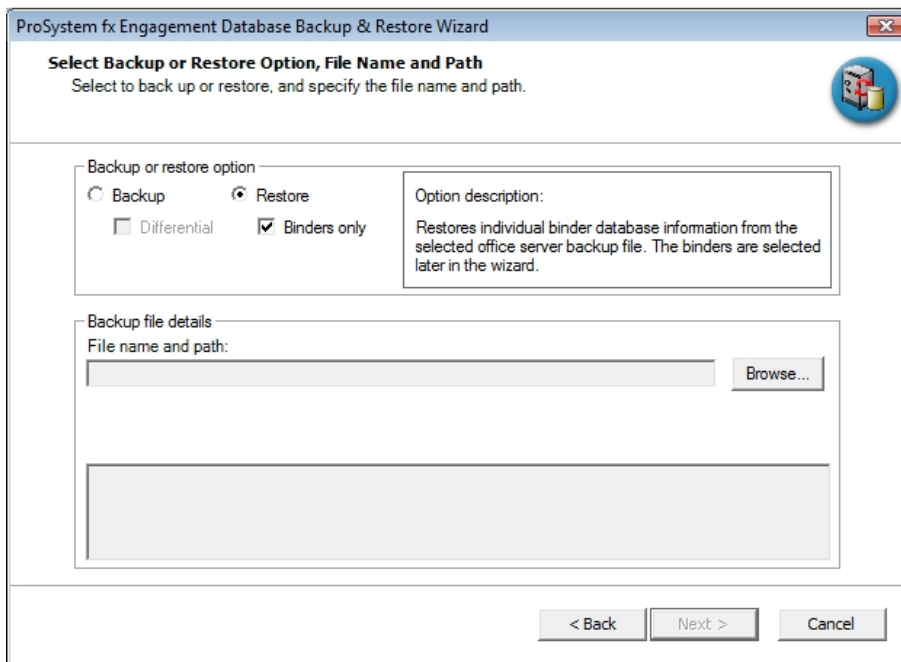 ProSystem fx Engagement Database Backup & Restore Wizard
Select Backup or Restore Option, File Name and Path
Select to back up or restore, and specify the file name and path.
Backup or restore option
Backup
Restore
Differential
Binders only
Option description:
Restores individual binder database information from the
selected office server backup file. The binders are selected
later in the wizard.
Backup file details
File name and path:
Browse...
< Back
Next >
Cancel